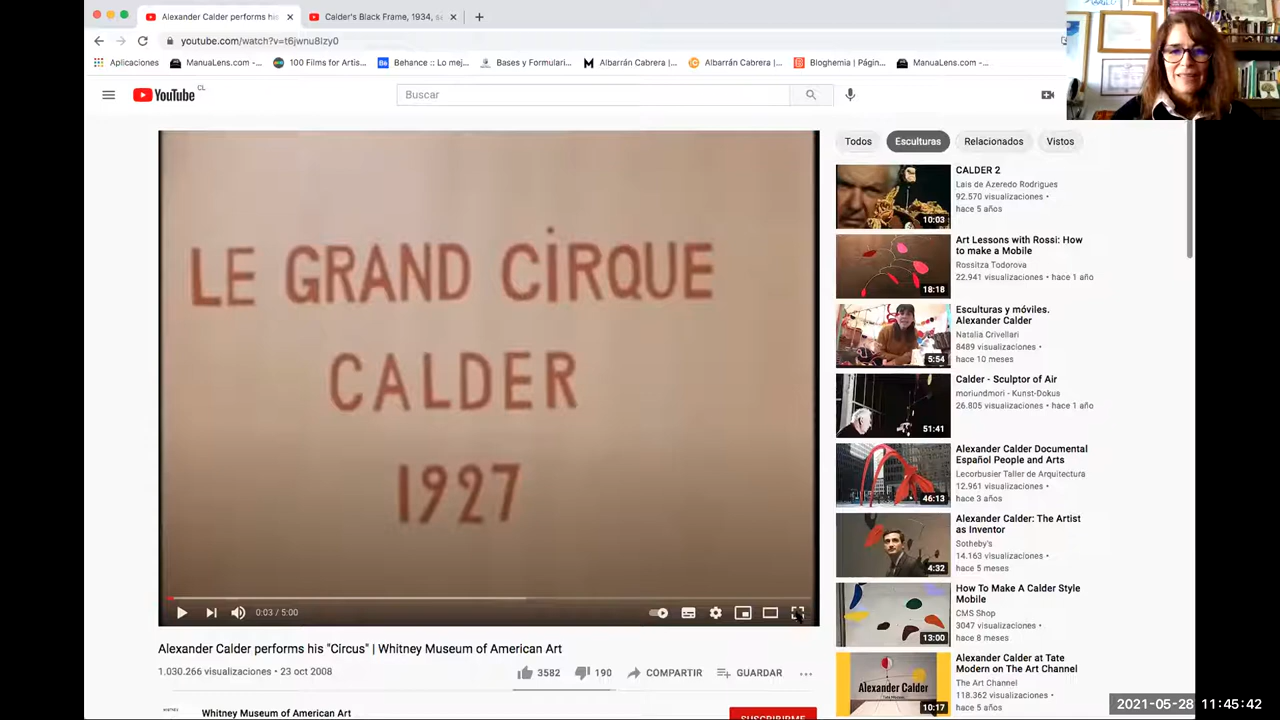 Alexander Calder performs his
Calder's Black Frame, 1934, s
youtube.com/watch?v=t6jwnu8lzy0
Aplicaciones
ManuaLens.com -...
100 Films for Artis...
Behance :: Lo mej...
Bases y Formulari...
Albarrán Cabrera |...
Albarrán Cabrera |...
Bloghemia | Págin...
ManuaLens.com -...
YouTube CL
Buscar
LE GRAND CIRQUE
CALDER
1927
0:03 / 5:00
Alexander Calder performs his "Circus" | Whitney Museum of American Art
1.030.266 visualizaciones • 23 oct 2008
3582
190
COMPARTIR
GUARDAR
Whitney Museum of American Art
SUSCRIBIRME
Todos
Esculturas
Relacionados
Vistos
10:03
CALDER 2
Lais de Azeredo Rodrigues
92.570 visualizaciones •
hace 5 años
18:18
Art Lessons with Rossi: How
to make a Mobile
Rossitza Todorova
22.941 visualizaciones • hace 1 año
5:54
Esculturas y móviles.
Alexander Calder
Natalia Crivellari
8489 visualizaciones •
hace 10 meses
51:41
Calder - Sculptor of Air
moriundmori - Kunst-Dokus
26.805 visualizaciones • hace 1 año
46:13
Alexander Calder Documental
Español People and Arts
Lecorbusier Taller de Arquitectura
12.961 visualizaciones •
hace 3 años
4:32
Alexander Calder: The Artist
as Inventor
Sotheby's
14.163 visualizaciones •
hace 5 meses
13:00
How To Make A Calder Style
Mobile
CMS Shop
3047 visualizaciones •
hace 8 meses
Alexander Calder
10:17
Alexander Calder at Tate
Modern on The Art Channel
The Art Channel
118.362 visualizaciones •
hace 5 años
2021-05-28 11:45:42